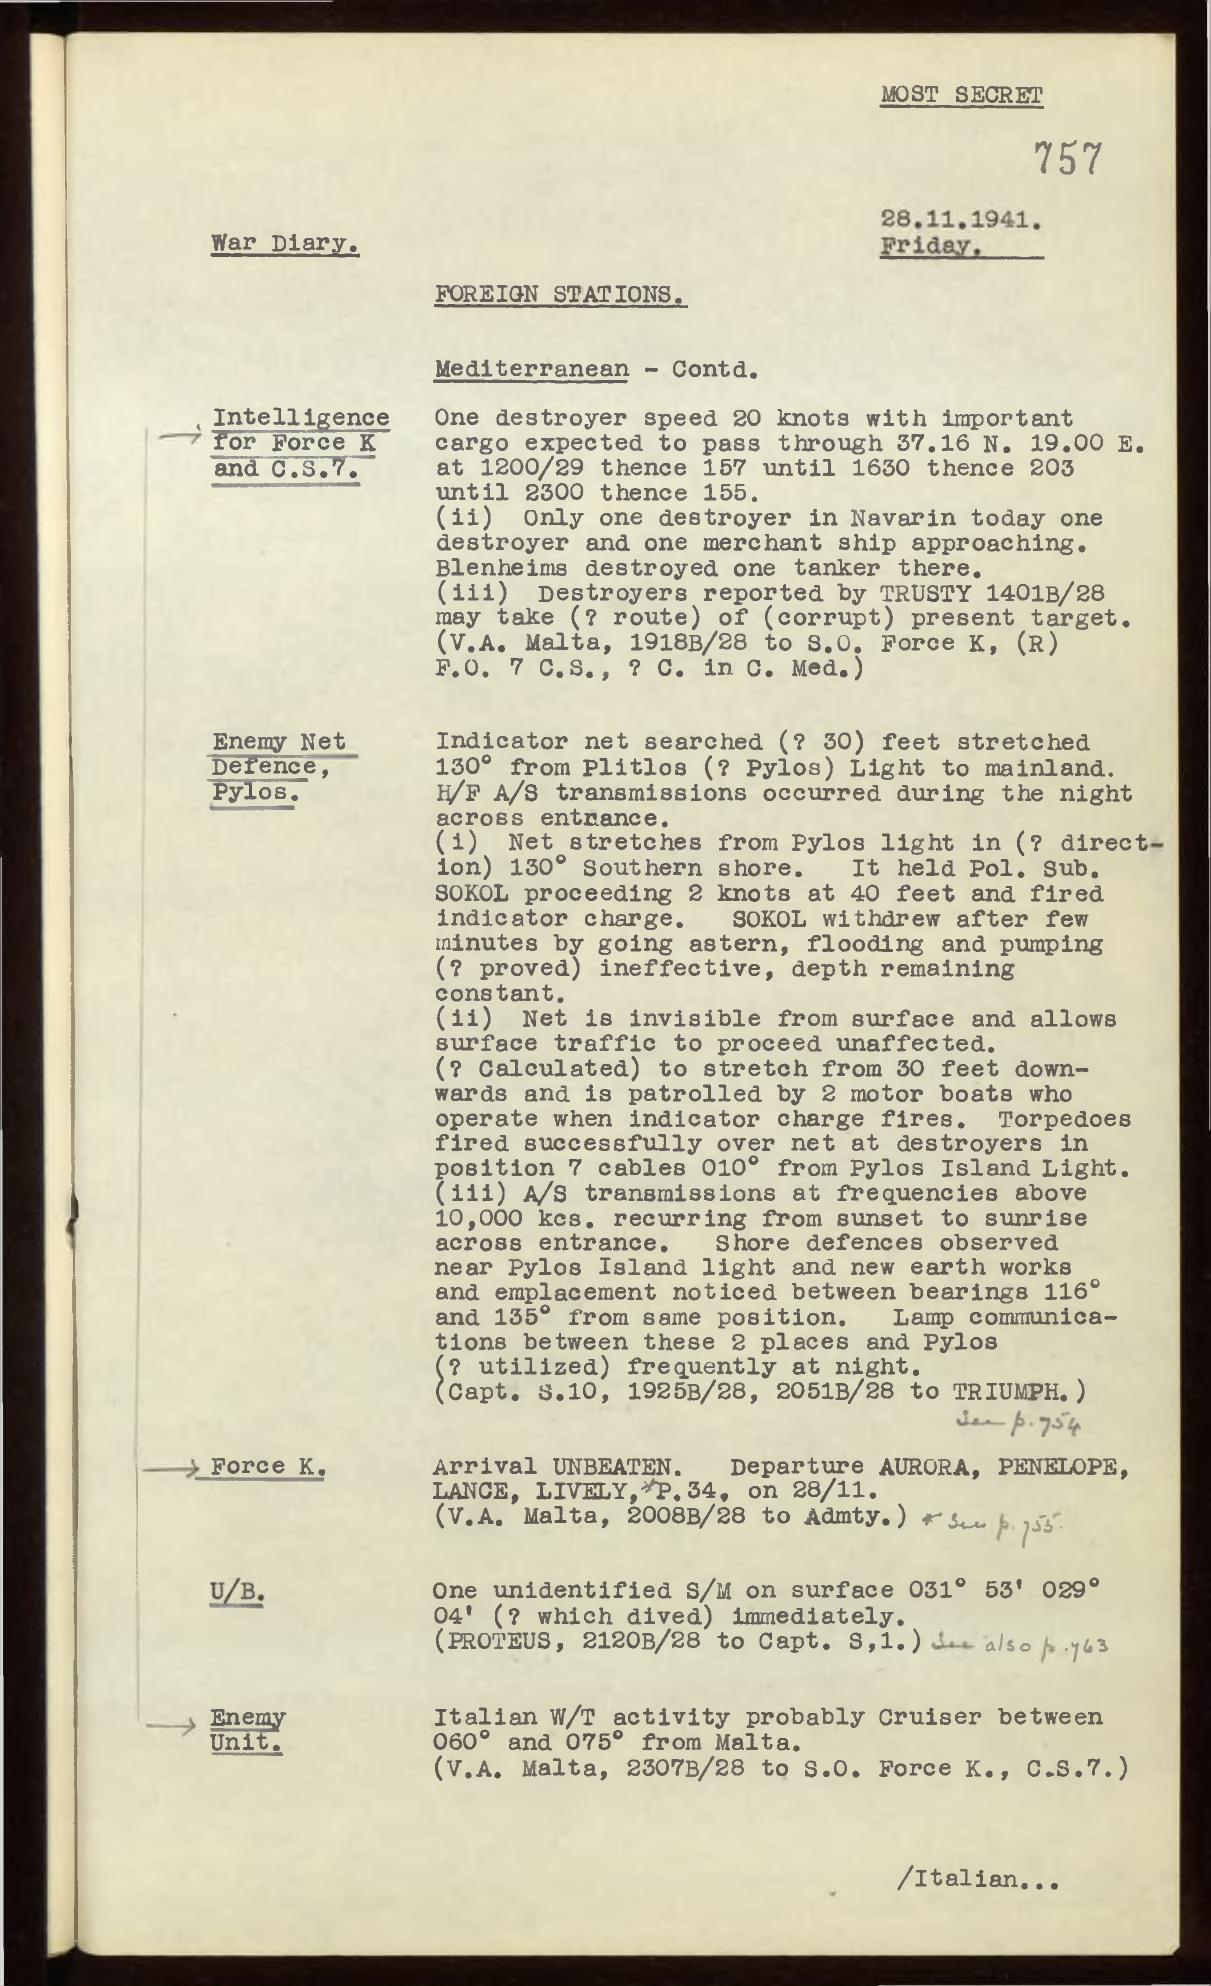 MOST SECRET
757
28.11.1941.
War Diary.
Friday.
FOREIGN STATIONS.
Mediterranean - Contd.
Intelligence
for Force K
and C.S.7.
One destroyer speed 20 knots with important
cargo expected to pass through 37.16 N. 19.00 E.
at 1200/29 thence 157 until 1630 thence 203
until 2300 thence 155.
(ii) Only one destroyer in Navarin today one
destroyer and one merchant ship approaching.
Blenheims destroyed one tanker there.
(iii) Destroyers reported by TRUSTY 1401B/28
may take (? route) of (corrupt) present target.
(V.A. Malta, 1918B/28 to S.O. Force K, (R)
F.O. 7 C.S., ? C. in C. Med.)
Enemy Net
Defence,
Pylos.
Indicator net searched (? 30) feet stretched
130° from Plitlos (? Pylos) Light to mainland.
H/F A/S transmissions occurred during the night
across entrance.
(i) Net stretches from Pylos light in (? direct-
ion) 130° Southern shore. It held Pol. Sub.
SOKOL proceeding 2 knots at 40 feet and fired
indicator charge. SOKOL withdrew after few
minutes by going astern, flooding and pumping
(? proved) ineffective, depth remaining
constant.
(ii) Net is invisible from surface and allows
surface traffic to proceed unaffected.
(? Calculated) to stretch from 30 feet down-
wards and is patrolled by 2 motor boats who
operate when indicator charge fires. Torpedoes
fired successfully over net at destroyers in
position 7 cables 010° from Pylos Island Light.
(iii) A/S transmissions at frequencies above
10,000 kcs. recurring from sunset to sunrise
across entrance. Shore defences observed
near Pylos Island light and new earth works
and emplacement noticed between bearings 116°
and 135° from same position. Lamp communica-
tions between these 2 places and Pylos
(? utilized) frequently at night.
(Capt. S.10, 1925B/28, 2051B/28 to TRIUMPH.)
See p. 754
Force K.
Arrival UNBEATEN. Departure AURORA, PENELOPE,
LANCE, LIVELY,* P.34, on 28/11.
(V.A. Malta, 2008B/28 to Admty.) * See p. 755.
U/B.
One unidentified S/M on surface 031° 53' 029°
04' (? which dived) immediately.
(PROTEUS, 2120B/28 to Capt. S,1.) See also p. 763
Enemy
Unit.
Italian W/T activity probably Cruiser between
060° and 075° from Malta.
(V.A. Malta, 2307B/28 to S.O. Force K., C.S.7.)
/Italian...